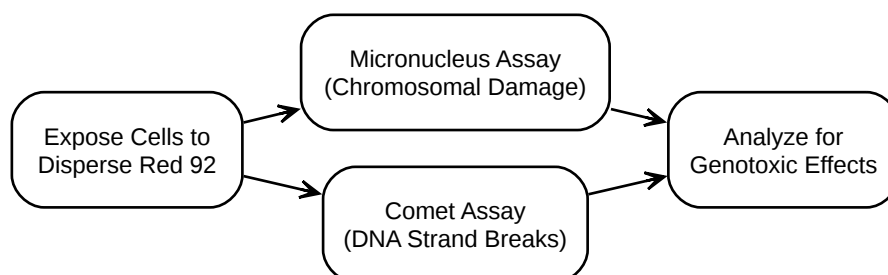 Expose Cells to
Disperse Red 92
Micronucleus Assay
(Chromosomal Damage)
Comet Assay
(DNA Strand Breaks)
Analyze for
Genotoxic Effects